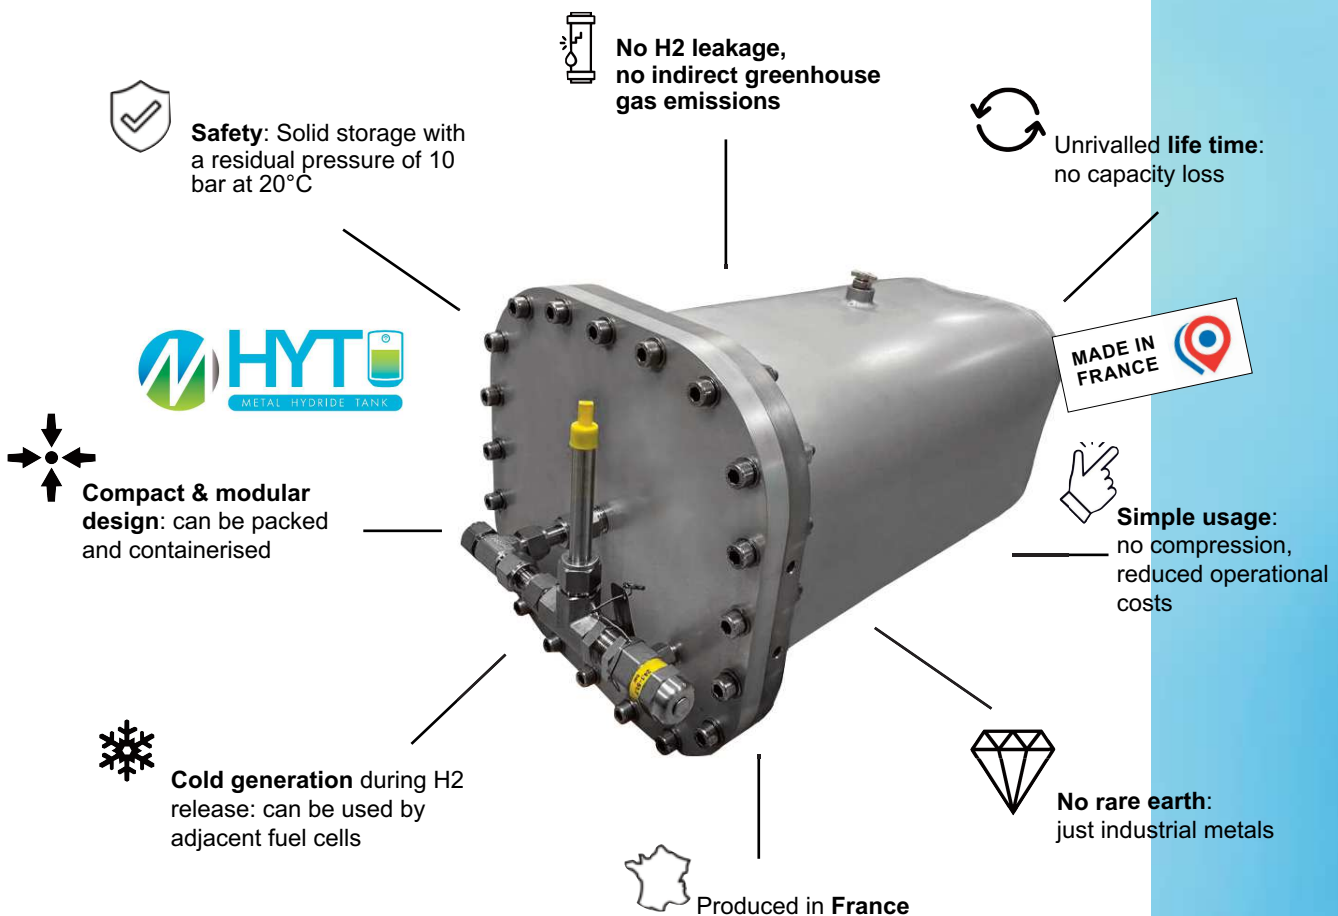 No H2 leakage,
no indirect greenhouse
gas emissions
Safety: Solid storage with
a residual pressure of 10
bar at 20°C
Unrivalled life time:
no capacity loss
MHYT
METAL HYDRIDE TANK
MADE IN
FRANCE
Compact & modular
design: can be packed
and containerised
Simple usage:
no compression,
reduced operational
costs
Cold generation during H2
release: can be used by
adjacent fuel cells
No rare earth:
just industrial metals
Produced in France